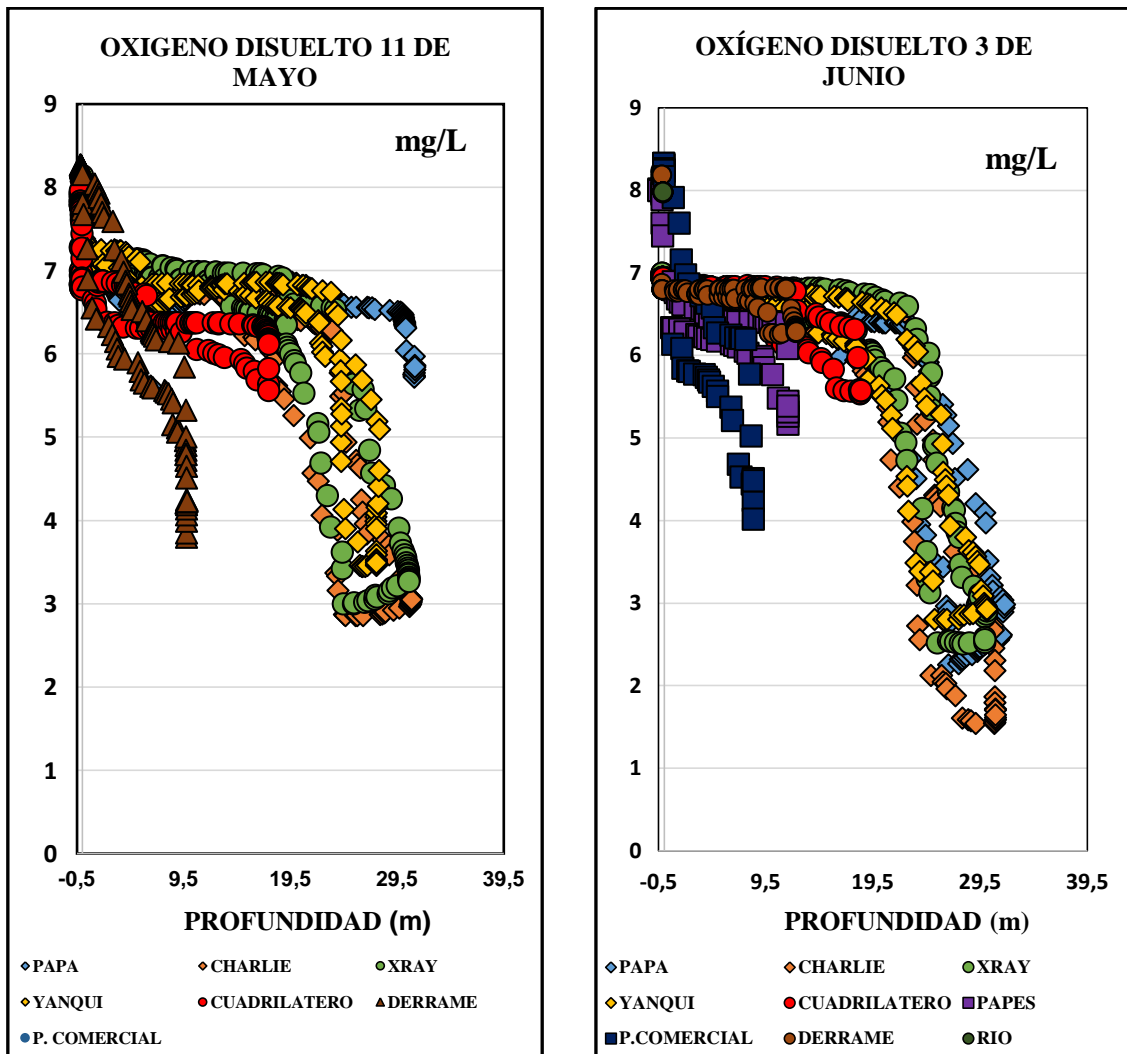 OXIGENO DISUELTO 11 DE
MAYO
mg/L
9
8
7
6
5
4
3
2
1
0
-0,5 9,5 19,5 29,5 39,5
PROFUNDIDAD (m)
PAPA CHARLIE XRAY
YANQUI CUADRILATERO DERRAME
P. COMERCIAL
OXÍGENO DISUELTO 3 DE
JUNIO
mg/L
9
8
7
6
5
4
3
2
1
0
-0,5 9,5 19,5 29,5 39,5
PROFUNDIDAD (m)
PAPA CHARLIE XRAY
YANQUI CUADRILATERO PAPES
P.COMERCIAL DERRAME RIO